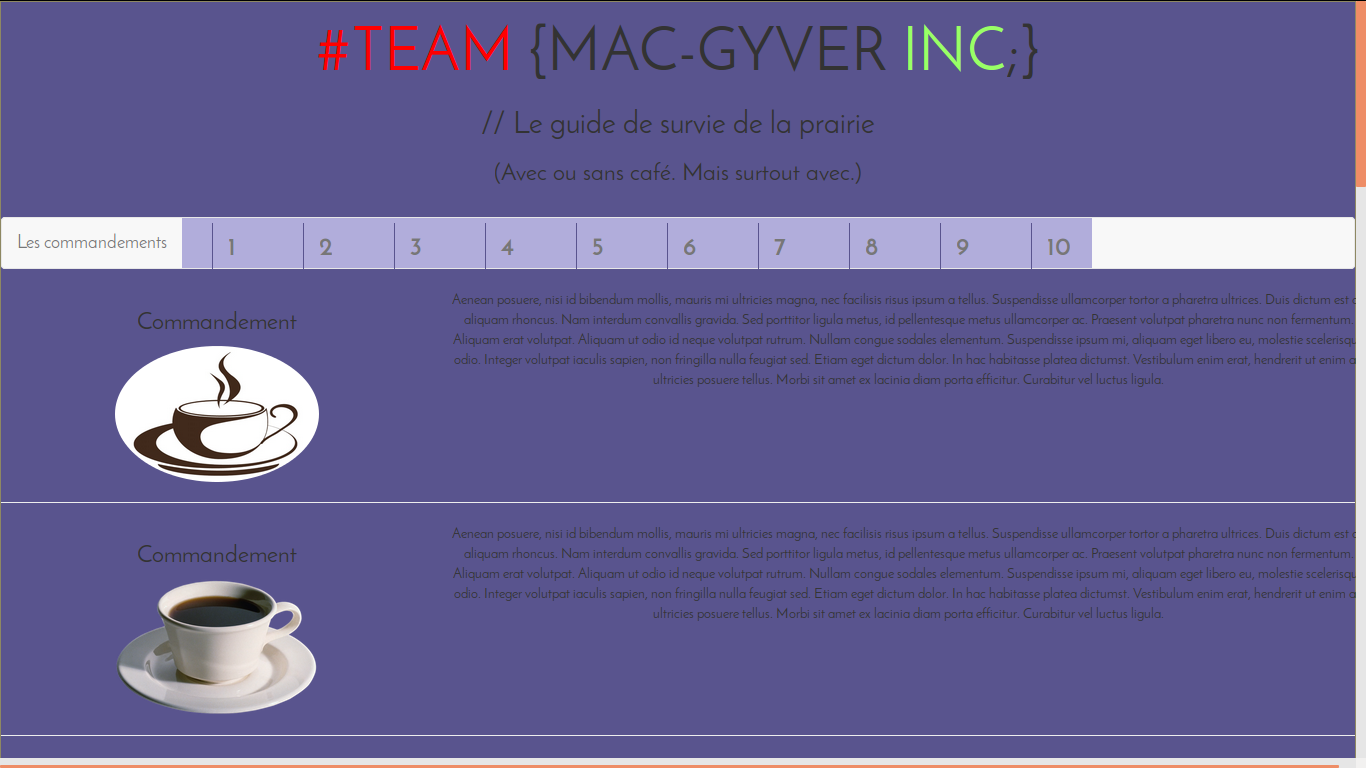 #TEAM {MAC-GYVER INC;}
// Le guide de survie de la prairie
(Avec ou sans café. Mais surtout avec.)
Les commandements 1 2 3 4 5 6 7 8 9 10
Commandement
Aenean posuere, nisi id bibendum mollis, mauris mi ultricies magna, nec facilisis risus ipsum a tellus. Suspendisse ullamcorper tortor a pharetra ultrices. Duis dictum est
aliquam rhoncus. Nam interdum convallis gravida. Sed porttitor ligula metus, id pellentesque metus ullamcorper ac. Praesent volutpat pharetra nunc non fermentum.
Aliquam erat volutpat. Aliquam ut odio id neque volutpat rutrum. Nullam congue sodales elementum. Suspendisse ipsum mi, aliquam eget libero eu, molestie scelerisqu
odio. Integer volutpat iaculis sapien, non fringilla nulla feugiat sed. Etiam eget dictum dolor. In hac habitasse platea dictumst. Vestibulum enim erat, hendrerit ut enim a
ultricies posuere tellus. Morbi sit amet ex lacinia diam porta efficitur. Curabitur vel luctus ligula.
Commandement
Aenean posuere, nisi id bibendum mollis, mauris mi ultricies magna, nec facilisis risus ipsum a tellus. Suspendisse ullamcorper tortor a pharetra ultrices. Duis dictum est
aliquam rhoncus. Nam interdum convallis gravida. Sed porttitor ligula metus, id pellentesque metus ullamcorper ac. Praesent volutpat pharetra nunc non fermentum.
Aliquam erat volutpat. Aliquam ut odio id neque volutpat rutrum. Nullam congue sodales elementum. Suspendisse ipsum mi, aliquam eget libero eu, molestie scelerisqu
odio. Integer volutpat iaculis sapien, non fringilla nulla feugiat sed. Etiam eget dictum dolor. In hac habitasse platea dictumst. Vestibulum enim erat, hendrerit ut enim a
ultricies posuere tellus. Morbi sit amet ex lacinia diam porta efficitur. Curabitur vel luctus ligula.